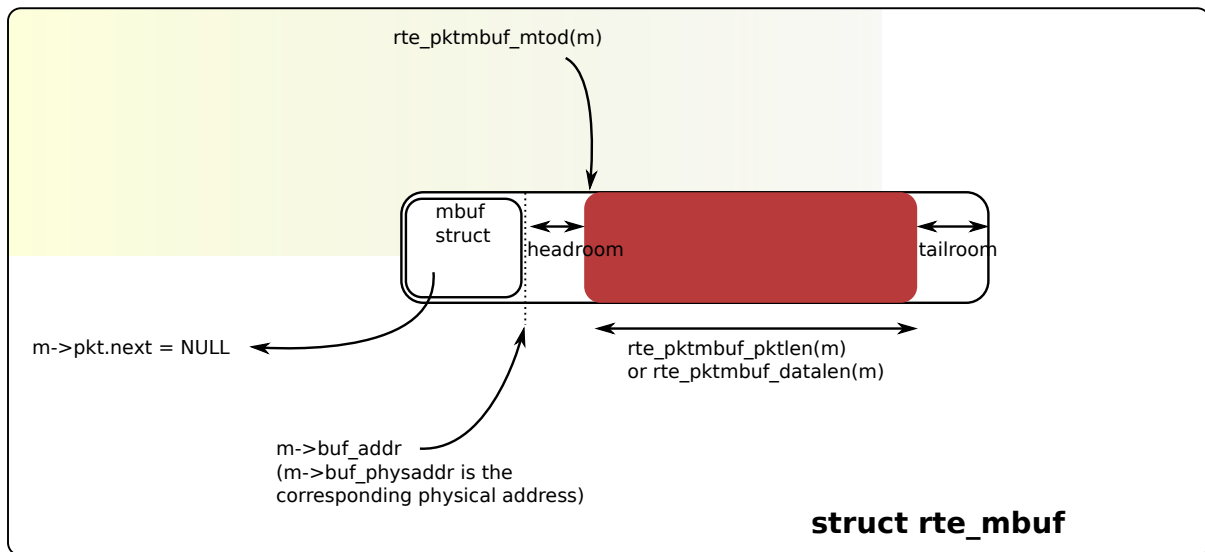 rte_pktmbuf_mtod(m)
mbuf
struct
headroom
tailroom
m->pkt.next = NULL
rte_pktmbuf_pktlen(m)
or rte_pktmbuf_datalen(m)
m->buf_addr
(m->buf_physaddr is the
corresponding physical address)
struct rte_mbuf